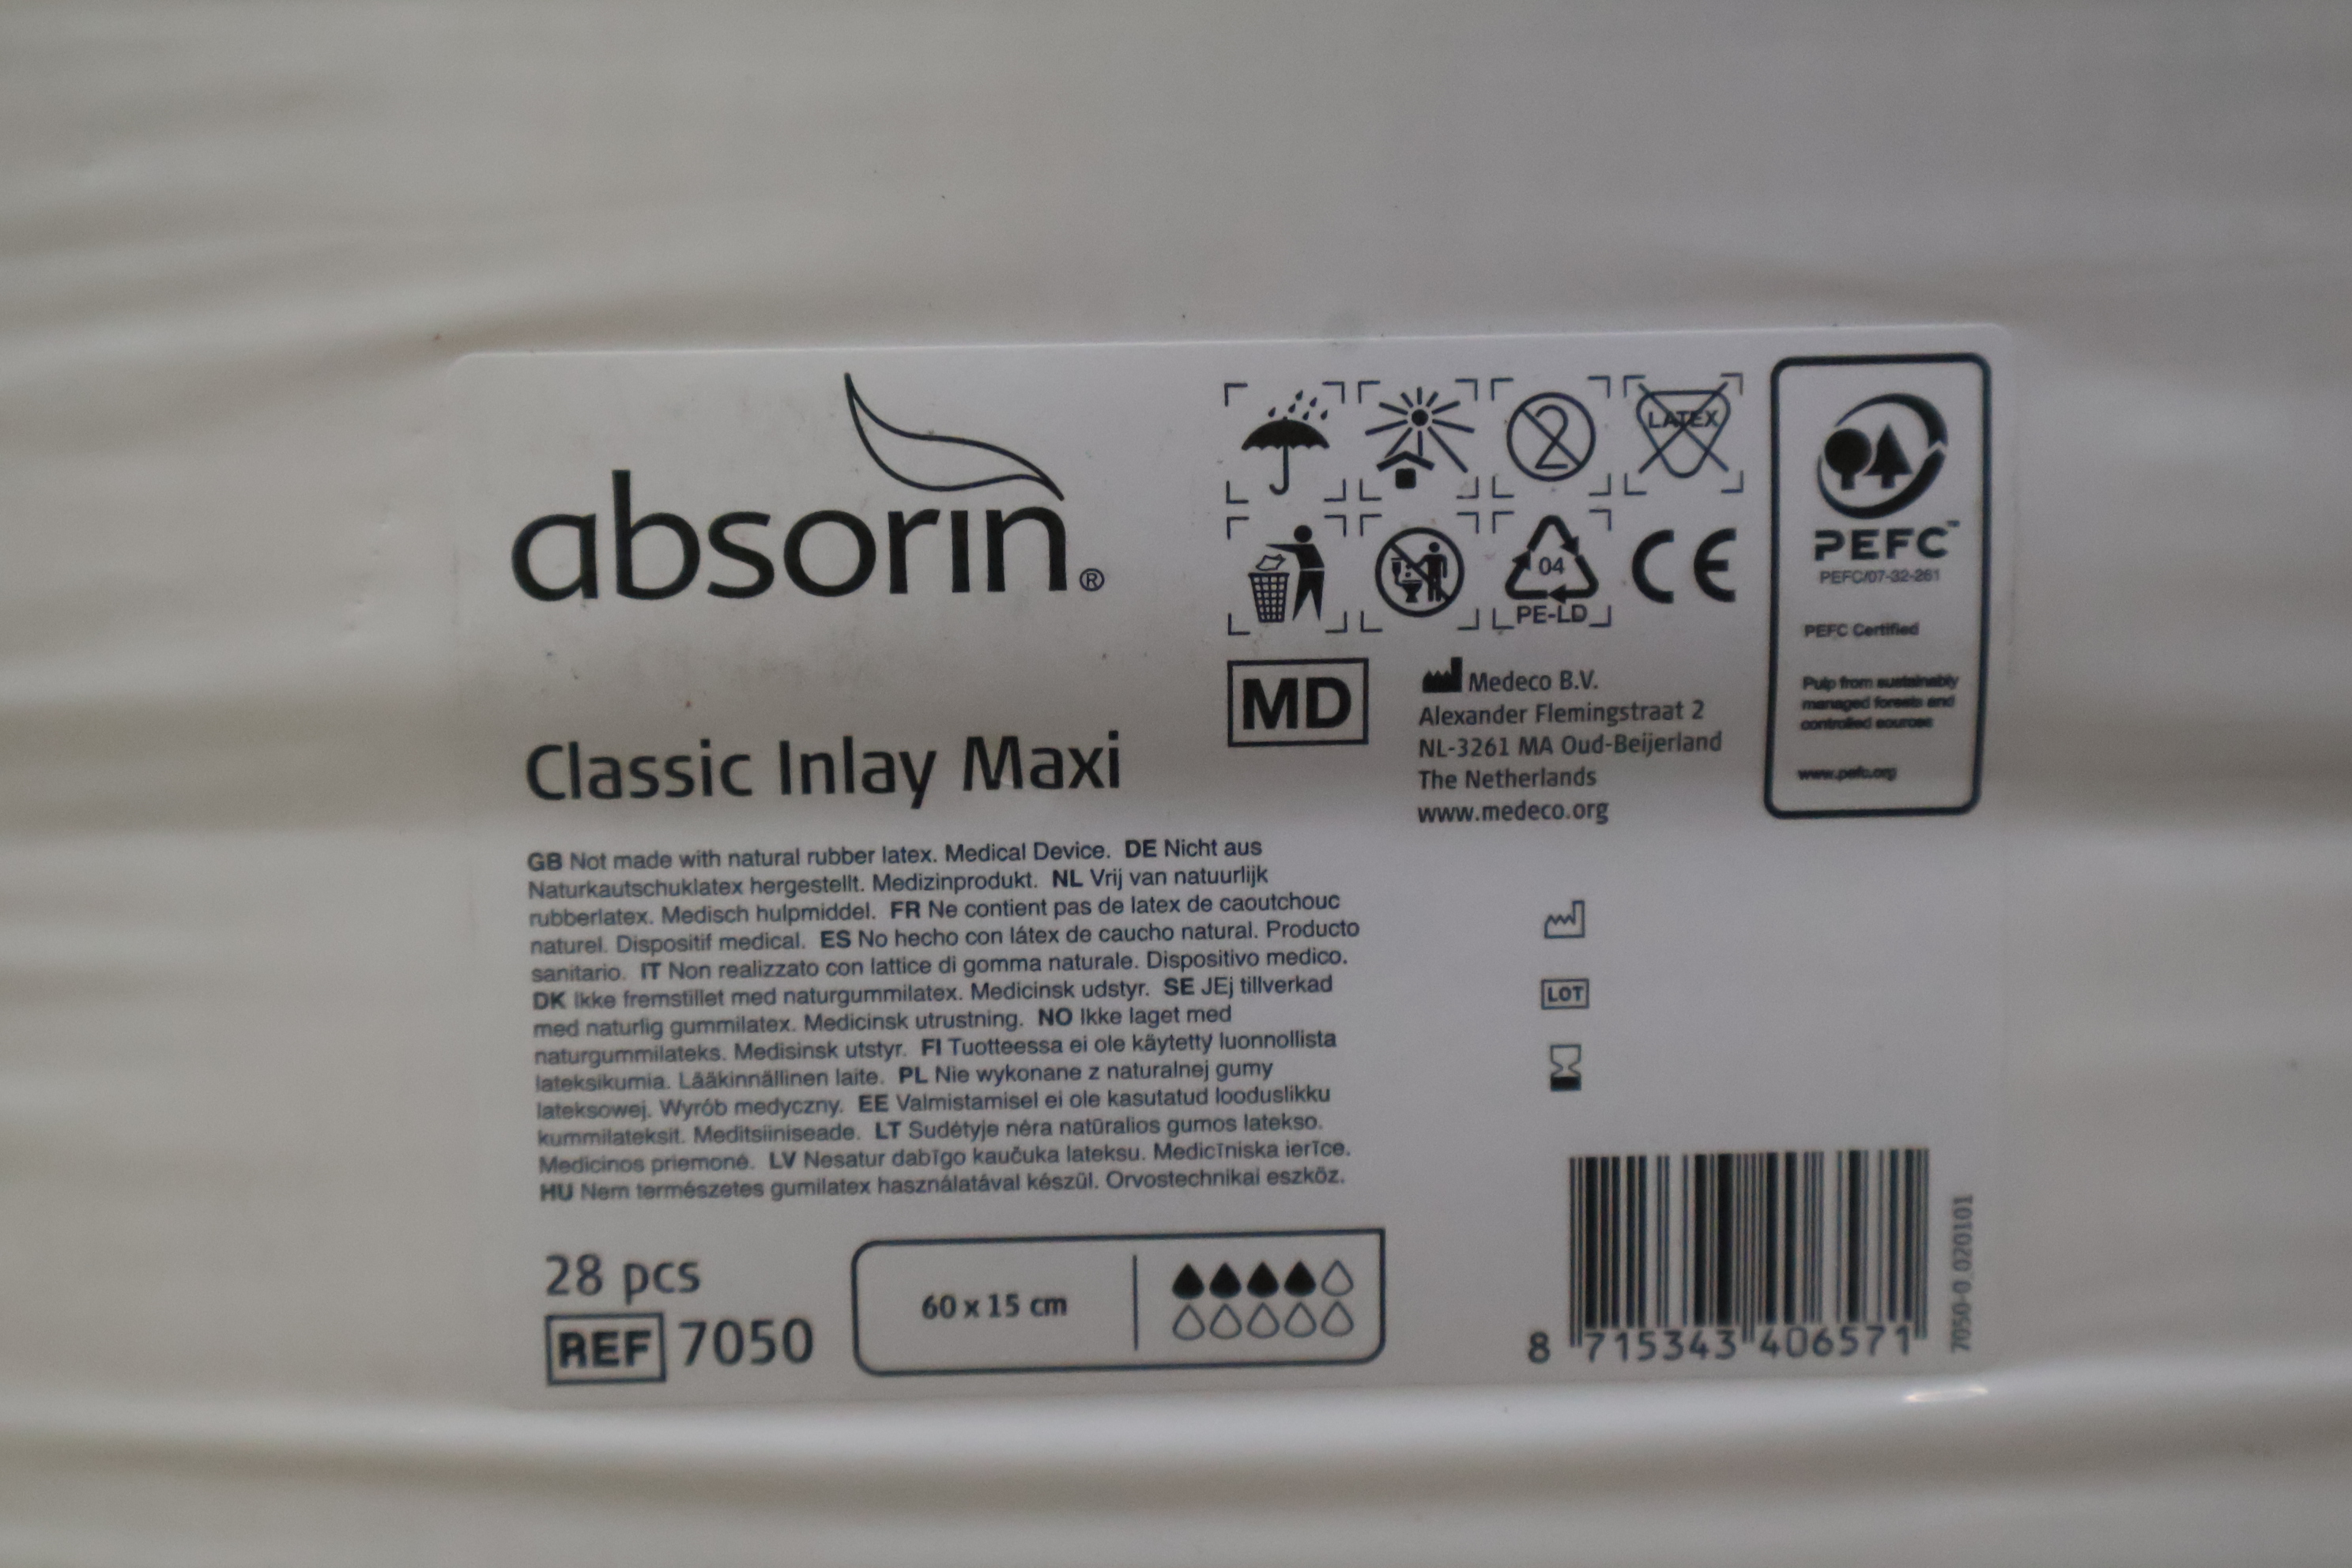 absorin®
LATEX
04
PE-LD
CE
MD
Classic Inlay Maxi
Medeco B.V.
Alexander Flemingstraat 2
NL-3261 MA Oud-Beijerland
The Netherlands
www.medeco.org
PEFC™
PEFC/07-32-261
PEFC Certified
Pulp from sustainably
managed forests and
controlled sources
www.pefc.org
GB Not made with natural rubber latex. Medical Device. DE Nicht aus
Naturkautschuklatex hergestellt. Medizinprodukt. NL Vrij van natuurlijk
rubberlatex. Medisch hulpmiddel. FR Ne contient pas de latex de caoutchouc
naturel. Dispositif medical. ES No hecho con látex de caucho natural. Producto
sanitario. IT Non realizzato con lattice di gomma naturale. Dispositivo medico.
DK Ikke fremstillet med naturgummilatex. Medicinsk udstyr. SE JEj tillverkad
med naturlig gummilatex. Medicinsk utrustning. NO Ikke laget med
naturgummilateks. Medisinsk utstyr. FI Tuotteessa ei ole käytetty luonnollista
lateksikumia. Lääkinnällinen laite. PL Nie wykonane z naturalnej gumy
lateksowej. Wyrób medyczny. EE Valmistamisel ei ole kasutatud looduslikku
kummilateksit. Meditsiiniseade. LT Sudétyje néra natūralios gumos latekso.
Medicinos priemoné. LV Nesatur dabīgo kaučuka lateksu. Medicīniska ierīce.
HU Nem természetes gumilatex használatával készül. Orvostechnikai eszköz.
LOT
28 pcs
REF 7050
60 x 15 cm
8 715343 406571
7050-0 020101